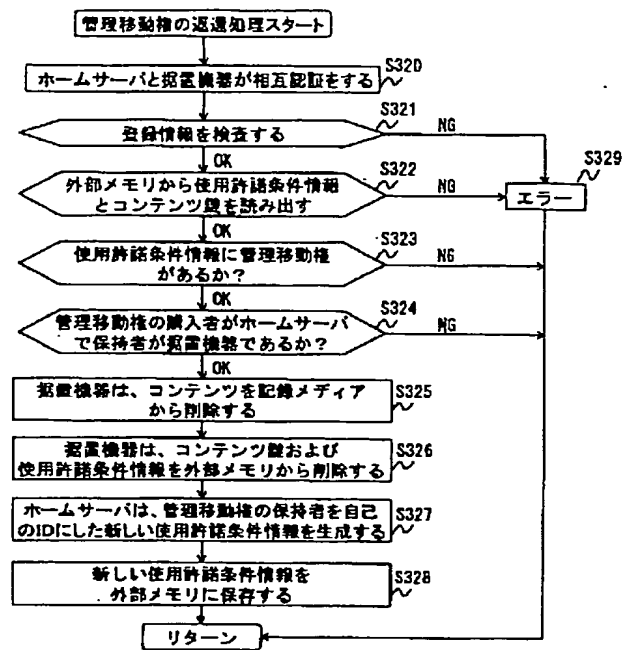 管理移動権の返還処理スタート
S320
ホームサーバと据置機器が相互認証をする
S321
登録情報を検査する
NG
OK
S322
外部メモリから使用許諾条件情報
とコンテンツ鍵を読み出す
NG
S329
エラー
OK
S323
使用許諾条件情報に管理移動権
があるか?
NG
OK
S324
管理移動権の購入者がホームサーバ
で保持者が据置機器であるか?
NG
OK
S325
据置機器は、コンテンツを記録メディア
から削除する
S326
据置機器は、コンテンツ鍵および
使用許諾条件情報を外部メモリから削除する
S327
ホームサーバは、管理移動権の保持者を自己
のIDにした新しい使用許諾条件情報を生成する
S328
新しい使用許諾条件情報を
外部メモリに保存する
リターン